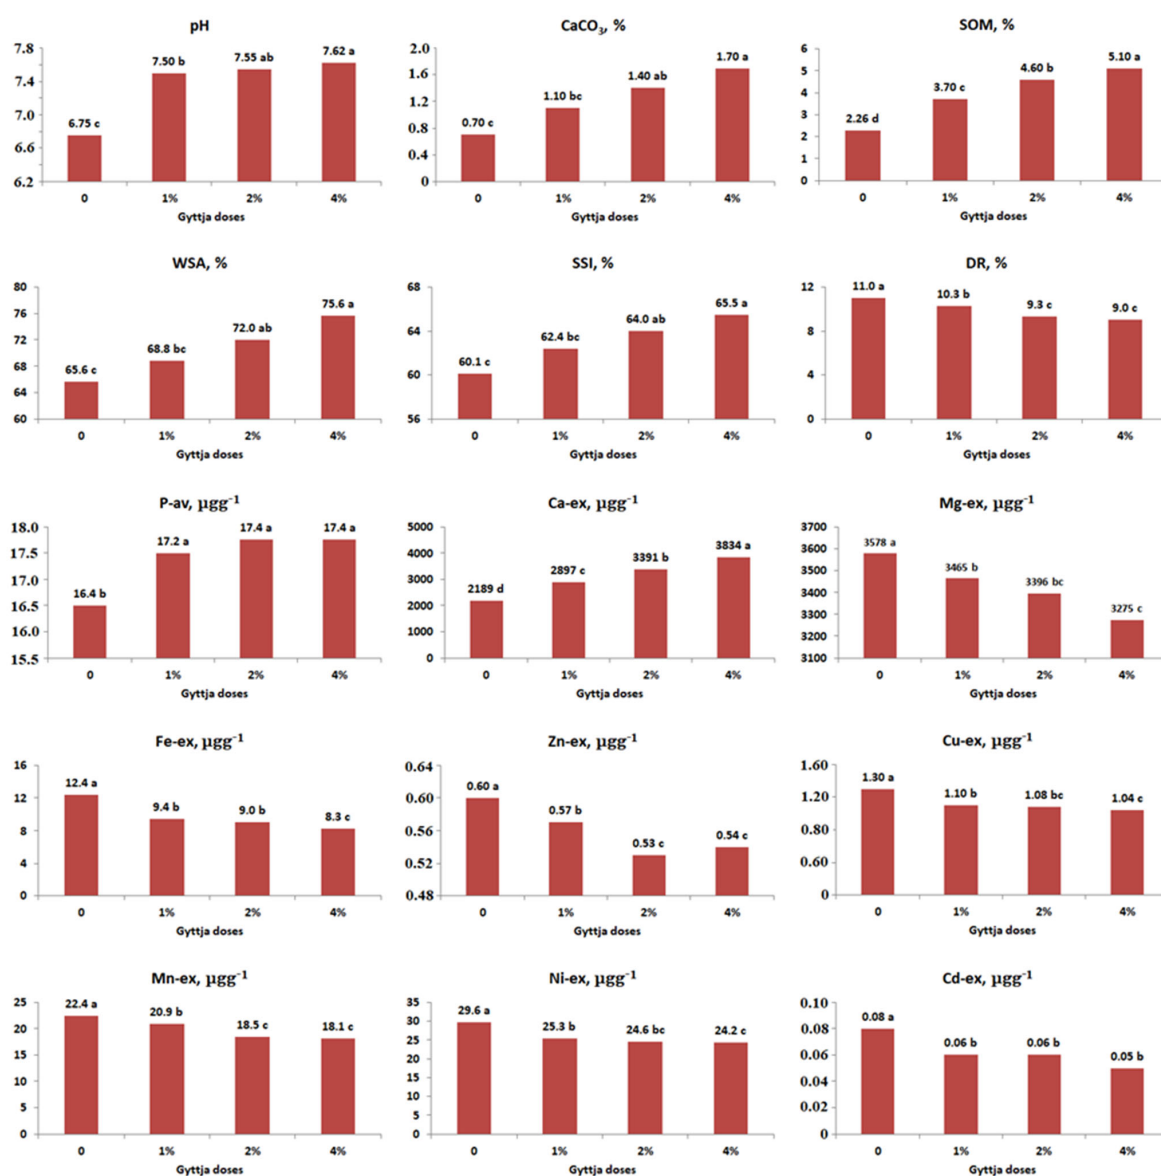 pH
7.8
7.4
7.0
6.6
6.2
6.75 c
7.50 b
7.55 ab
7.62 a
0 1% 2% 4%
Gyttja doses
CaCO₃, %
2.0
1.6
1.2
0.8
0.4
0
0.70 c
1.10 bc
1.40 ab
1.70 a
0 1% 2% 4%
Gyttja doses
SOM, %
6
5
4
3
2
1
0
2.26 d
3.70 c
4.60 b
5.10 a
0 1% 2% 4%
Gyttja doses
WSA, %
80
76
72
68
64
60
65.6 c
68.8 bc
72.0 ab
75.6 a
0 1% 2% 4%
Gyttja doses
SSI, %
68
64
60
56
60.1 c
62.4 bc
64.0 ab
65.5 a
0 1% 2% 4%
Gyttja doses
DR, %
12
8
4
0
11.0 a
10.3 b
9.3 c
9.0 c
0 1% 2% 4%
Gyttja doses
P-av, µgg⁻¹
18.0
17.5
17.0
16.5
16.0
15.5
16.4 b
17.2 a
17.4 a
17.4 a
0 1% 2% 4%
Gyttja doses
Ca-ex, µgg⁻¹
5000
4000
3000
2000
1000
0
2189 d
2897 c
3391 b
3834 a
0 1% 2% 4%
Gyttja doses
Mg-ex, µgg⁻¹
3700
3600
3500
3400
3300
3200
3100
3578 a
3465 b
3396 bc
3275 c
0 1% 2% 4%
Gyttja doses
Fe-ex, µgg⁻¹
16
12
8
4
0
12.4 a
9.4 b
9.0 b
8.3 c
0 1% 2% 4%
Gyttja doses
Zn-ex, µgg⁻¹
0.64
0.60
0.56
0.52
0.48
0.60 a
0.57 b
0.53 c
0.54 c
0 1% 2% 4%
Gyttja doses
Cu-ex, µgg⁻¹
1.60
1.20
0.80
0.60
0
1.30 a
1.10 b
1.08 bc
1.04 c
0 1% 2% 4%
Gyttja doses
Mn-ex, µgg⁻¹
25
20
15
10
5
0
22.4 a
20.9 b
18.5 c
18.1 c
0 1% 2% 4%
Gyttja doses
Ni-ex, µgg⁻¹
35
30
25
20
15
10
5
0
29.6 a
25.3 b
24.6 bc
24.2 c
0 1% 2% 4%
Gyttja doses
Cd-ex, µgg⁻¹
0.10
0.08
0.06
0.04
0.02
0
0.08 a
0.06 b
0.06 b
0.05 b
0 1% 2% 4%
Gyttja doses